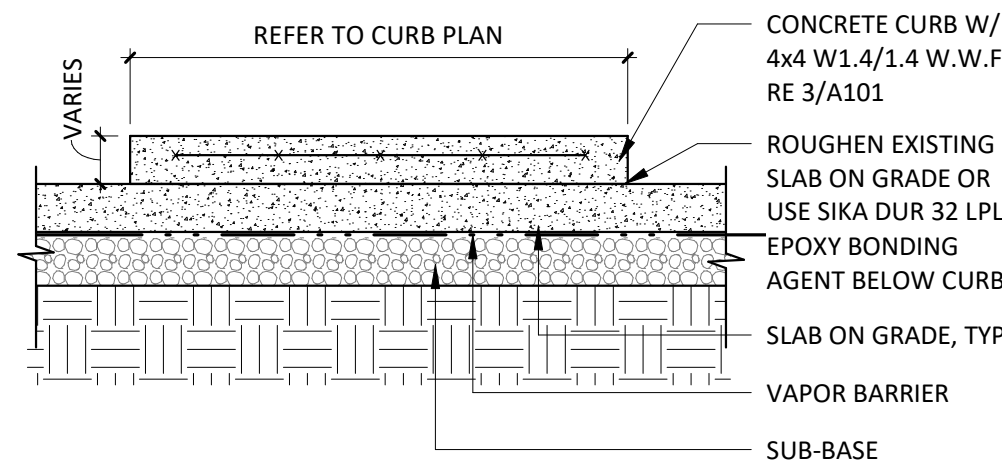 REFER TO CURB PLAN
VARIES
CONCRETE CURB W/
4x4 W1.4/1.4 W.W.F
RE 3/A101
ROUGHEN EXISTING
SLAB ON GRADE OR
USE SIKA DUR 32 LPL
EPOXY BONDING
AGENT BELOW CURB
SLAB ON GRADE, TYP
VAPOR BARRIER
SUB-BASE